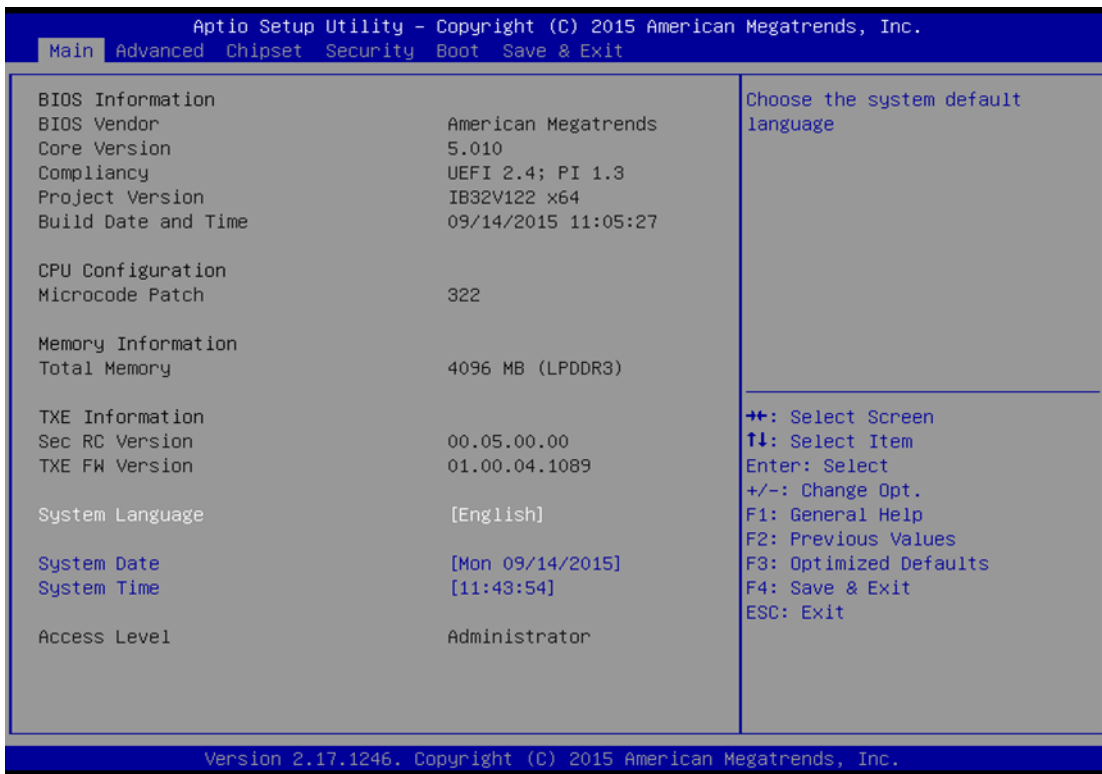 Aptio Setup Utility – Copyright (C) 2015 American Megatrends, Inc.
Main Advanced Chipset Security Boot Save & Exit
BIOS Information
BIOS Vendor American Megatrends
Core Version 5.010
Compliancy UEFI 2.4; PI 1.3
Project Version IB32V122 x64
Build Date and Time 09/14/2015 11:05:27
CPU Configuration
Microcode Patch 322
Memory Information
Total Memory 4096 MB (LPDDR3)
TXE Information
Sec RC Version 00.05.00.00
TXE FW Version 01.00.04.1089
System Language [English]
System Date [Mon 09/14/2015]
System Time [11:43:54]
Access Level Administrator
Choose the system default
language
→←: Select Screen
↑↓: Select Item
Enter: Select
+/-: Change Opt.
F1: General Help
F2: Previous Values
F3: Optimized Defaults
F4: Save & Exit
ESC: Exit
Version 2.17.1246. Copyright (C) 2015 American Megatrends, Inc.